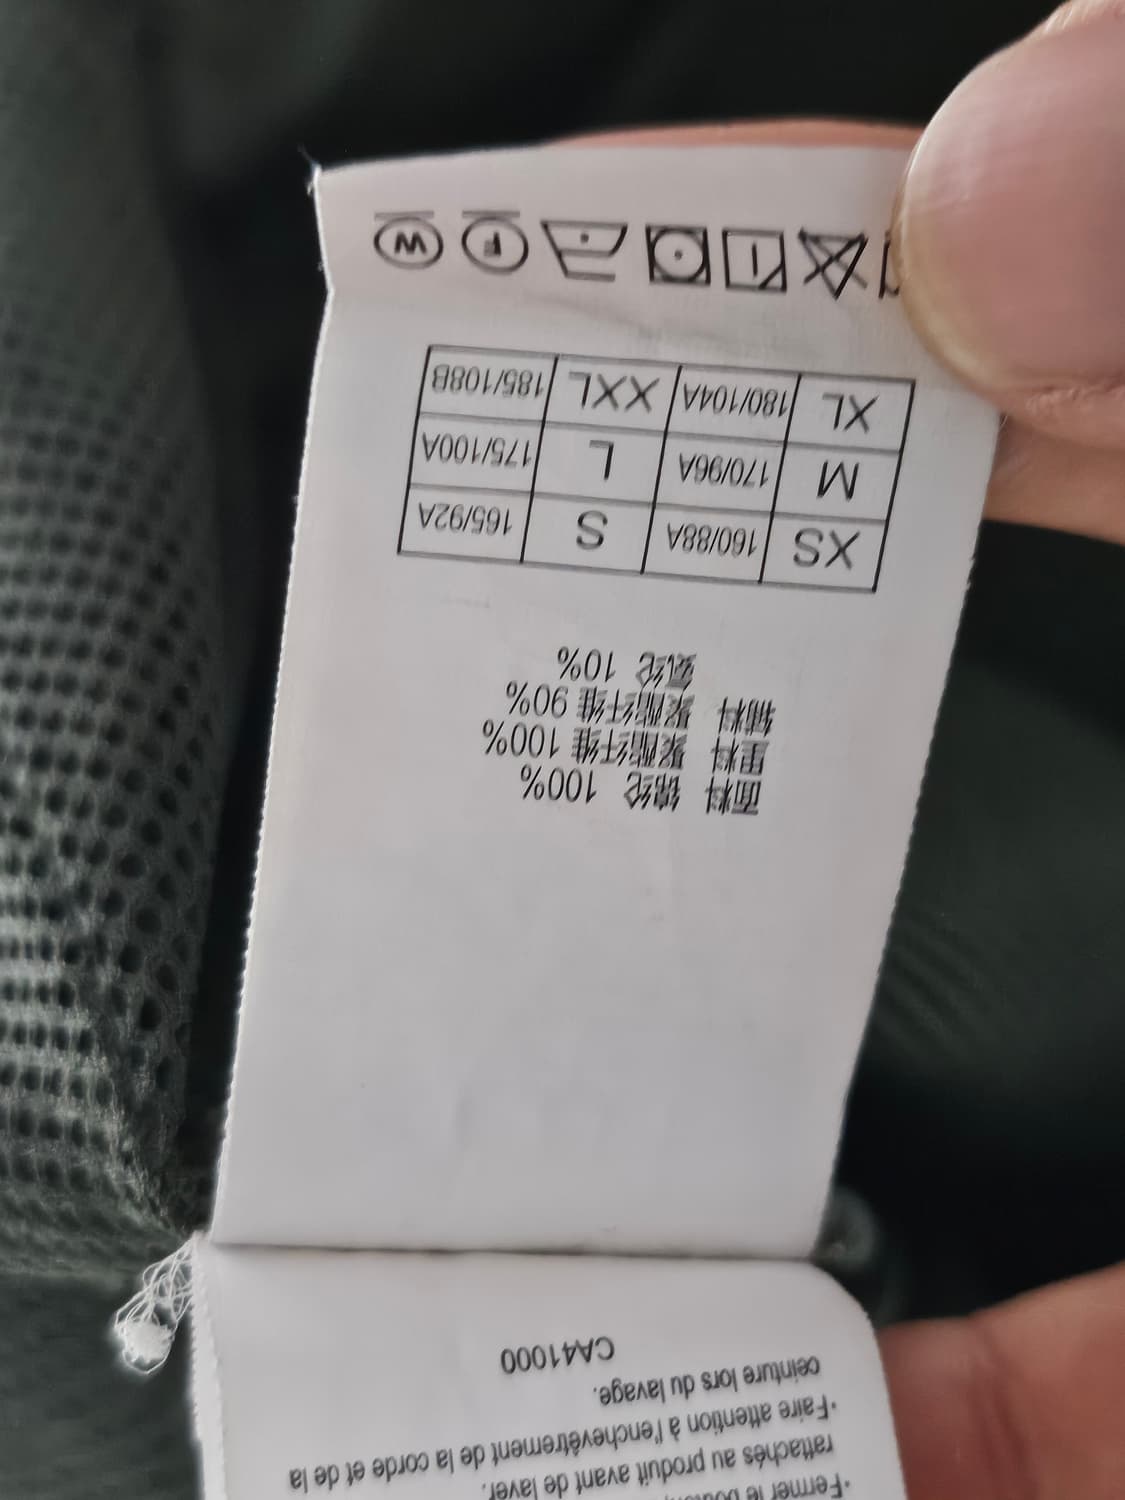 ·Fermer le
rattachés au produit avant de laver.
·Faire attention à l'enchevêtrement de la corde et de la
ceinture lors du lavage.
CA41000
面料 锦纶 100%
里料 聚酯纤维 100%
辅料 聚酯纤维 90%
氨纶 10%
XS 160/88A S 165/92A
M 170/96A L 175/100A
XL 180/104A XXL 185/108B
F W